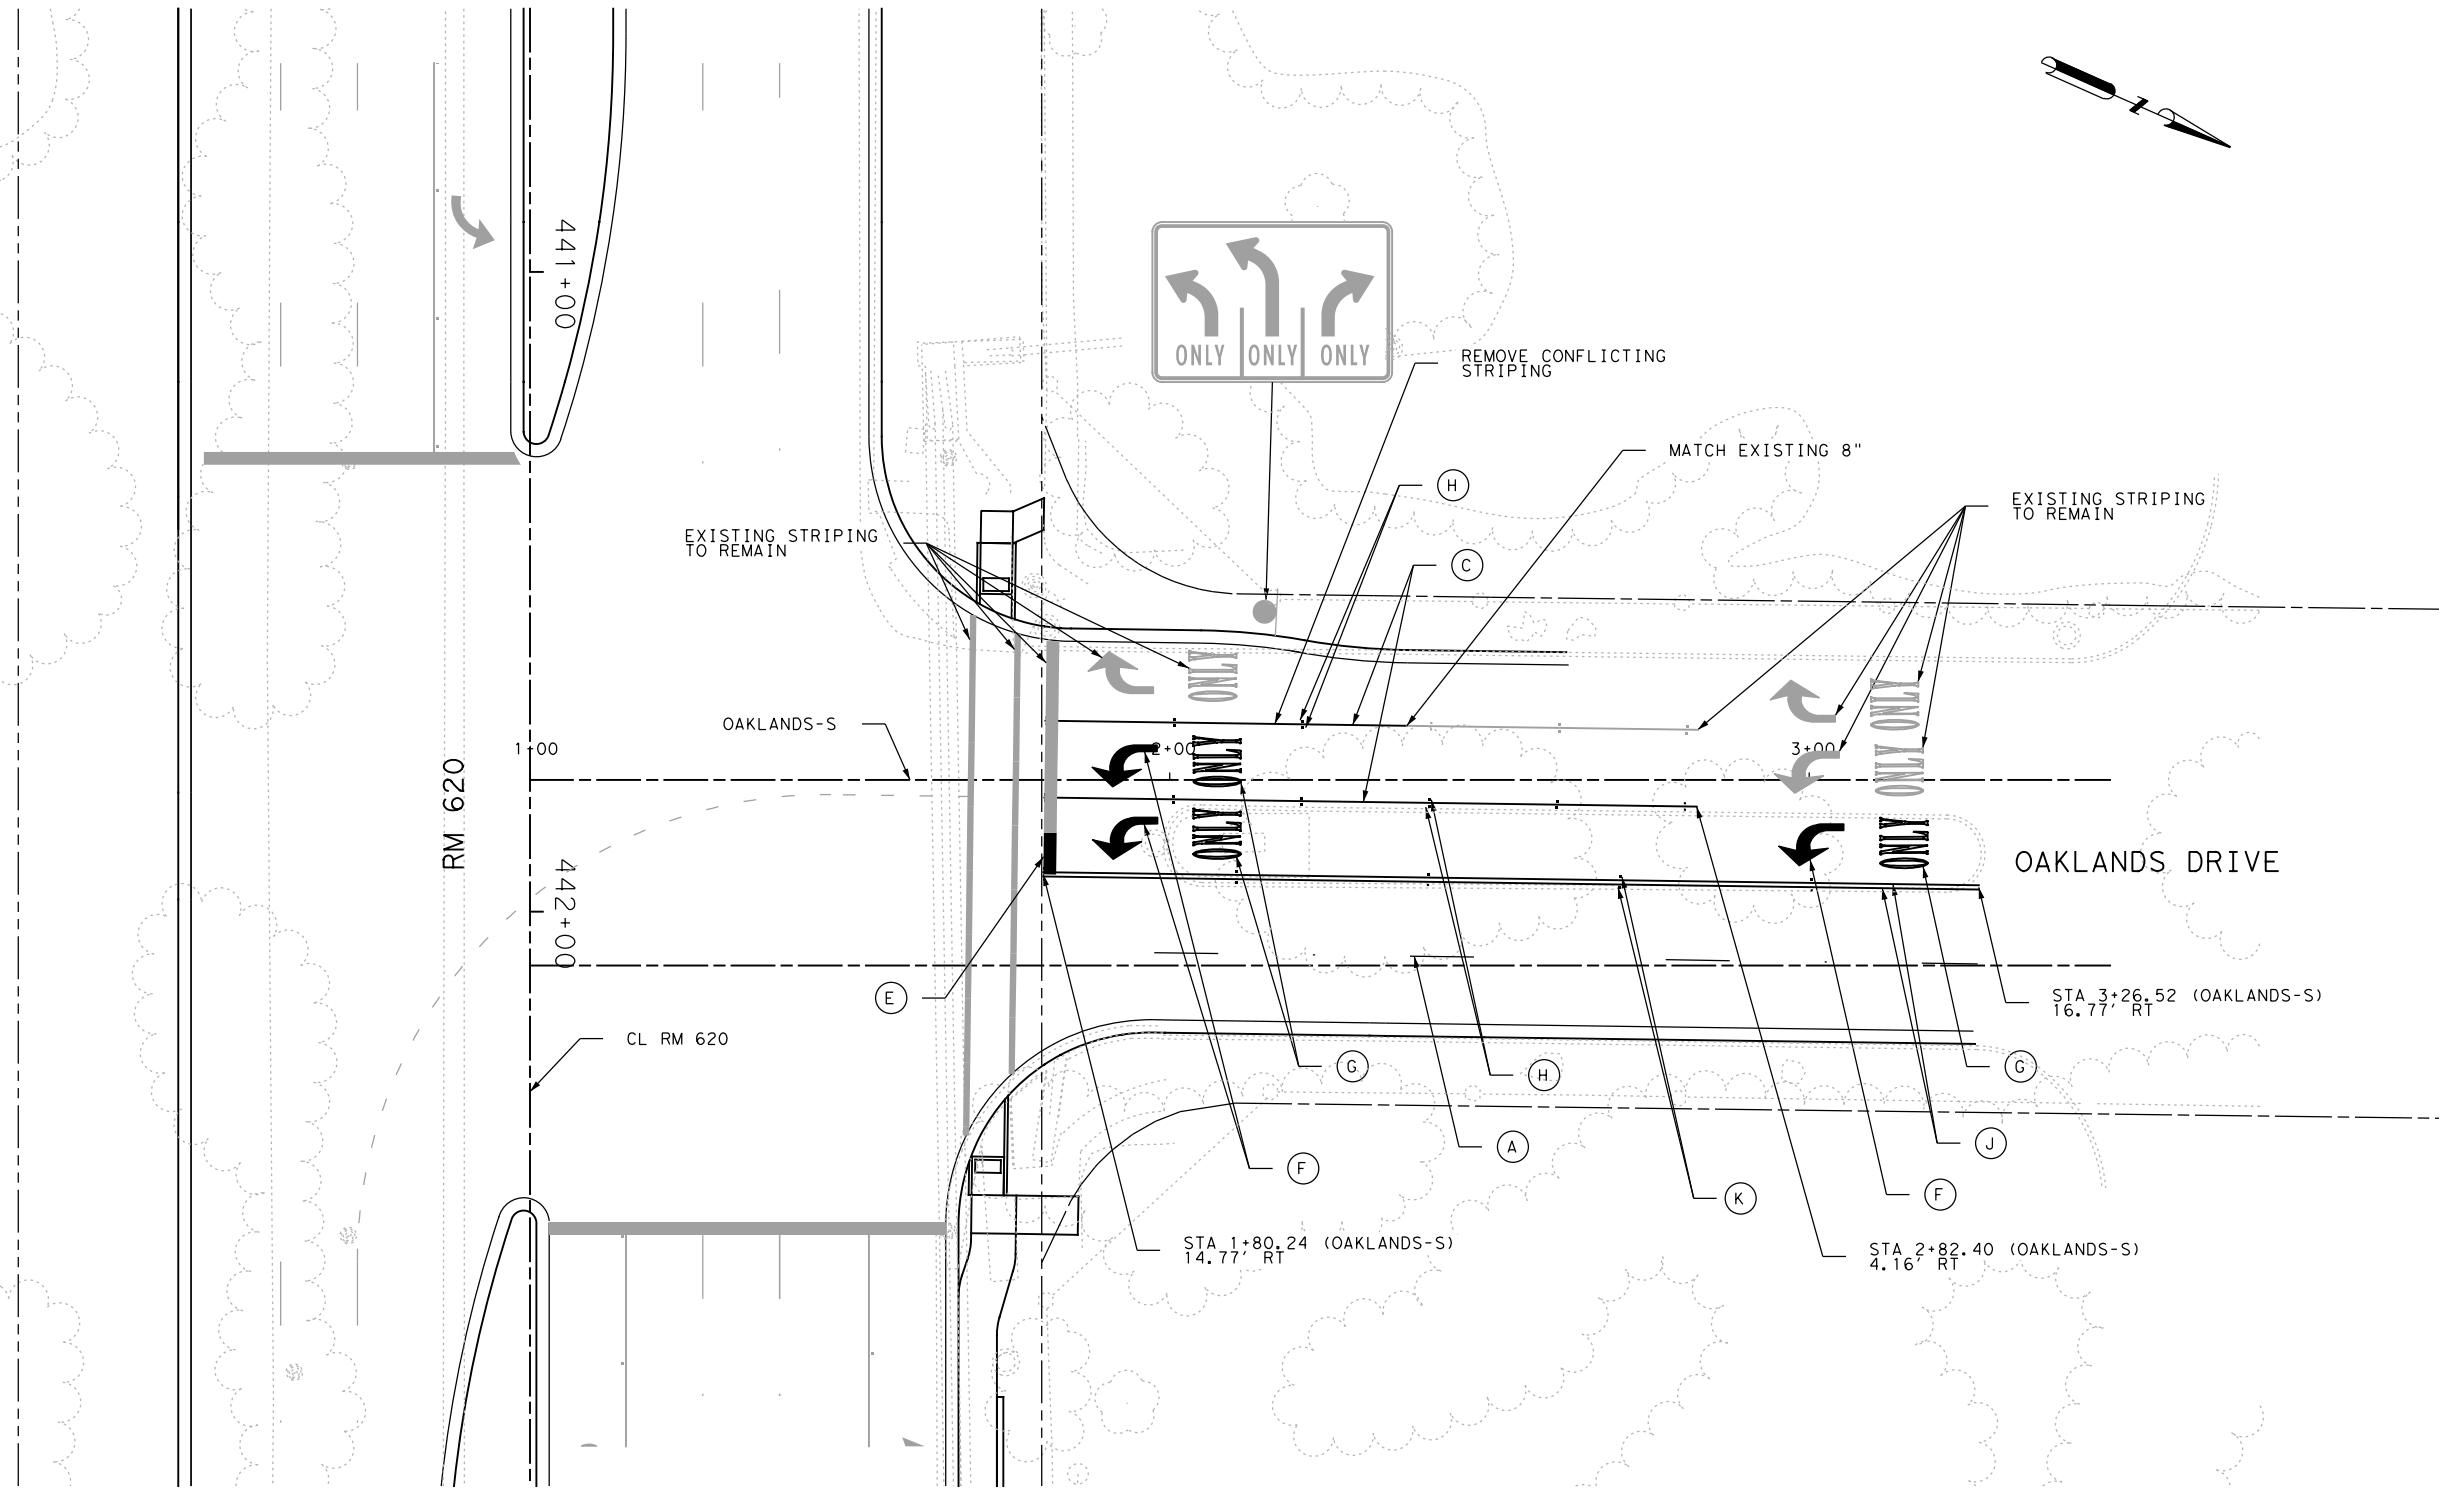 441+00
ONLY ONLY ONLY
REMOVE CONFLICTING
STRIPING
MATCH EXISTING 8"
H
EXISTING STRIPING
TO REMAIN
EXISTING STRIPING
TO REMAIN
C
ONLY
ONLY
OAKLANDS-S
1+00
2+00
3+00
ONLY
ONLY
RM 620
ONLY
ONLY
OAKLANDS DRIVE
442+00
E
STA 3+26.52 (OAKLANDS-S)
16.77' RT
CL RM 620
G
H
G
A
J
F
K
F
STA 1+80.24 (OAKLANDS-S)
14.77' RT
STA 2+82.40 (OAKLANDS-S)
4.16' RT